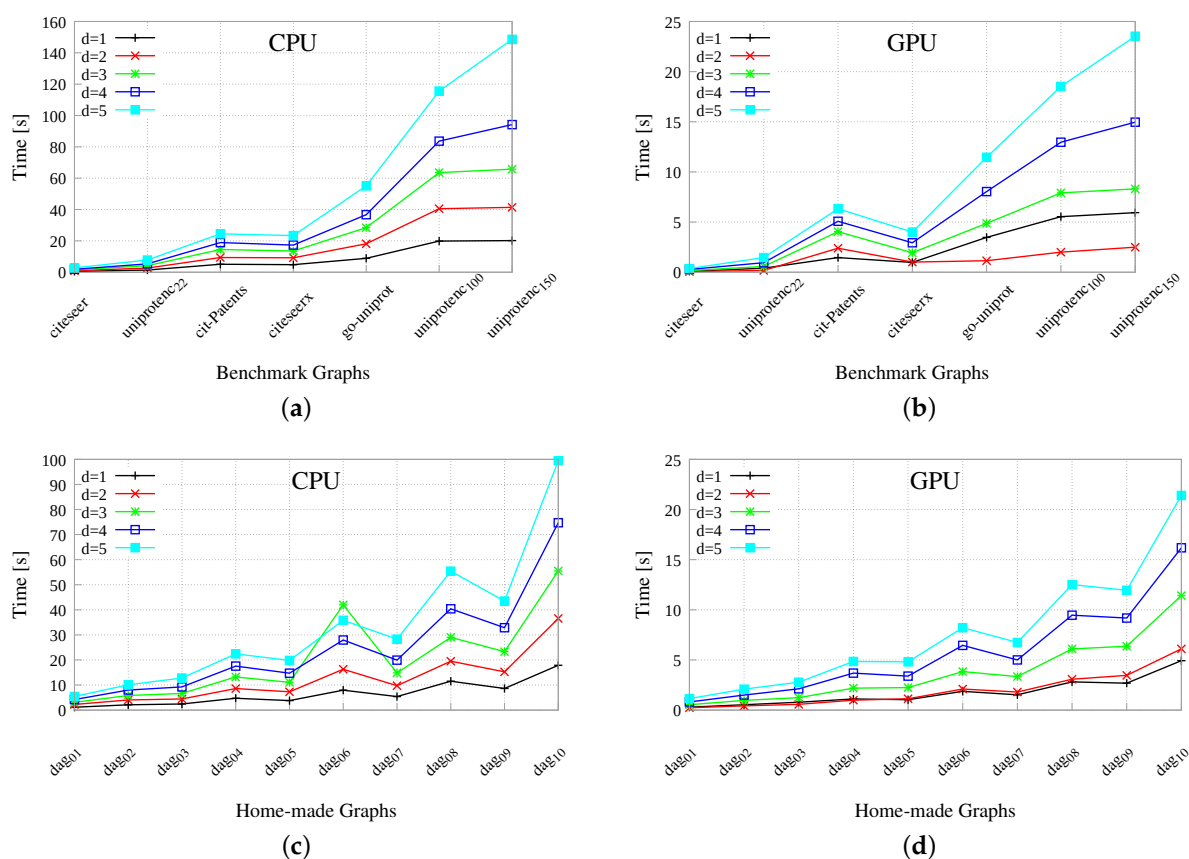 CPU
Time [s]
160
140
120
100
80
60
40
20
0
d=1
d=2
d=3
d=4
d=5
citeseer
uniprotenc22
cit-Patents
citeseerx
go-uniprot
uniprotenc100
uniprotenc150
Benchmark Graphs
(a)
GPU
Time [s]
25
20
15
10
5
0
d=1
d=2
d=3
d=4
d=5
citeseer
uniprotenc22
cit-Patents
citeseerx
go-uniprot
uniprotenc100
uniprotenc150
Benchmark Graphs
(b)
CPU
Time [s]
100
90
80
70
60
50
40
30
20
10
0
d=1
d=2
d=3
d=4
d=5
dag01
dag02
dag03
dag04
dag05
dag06
dag07
dag08
dag09
dag10
Home-made Graphs
(c)
GPU
Time [s]
25
20
15
10
5
0
d=1
d=2
d=3
d=4
d=5
dag01
dag02
dag03
dag04
dag05
dag06
dag07
dag08
dag09
dag10
Home-made Graphs
(d)